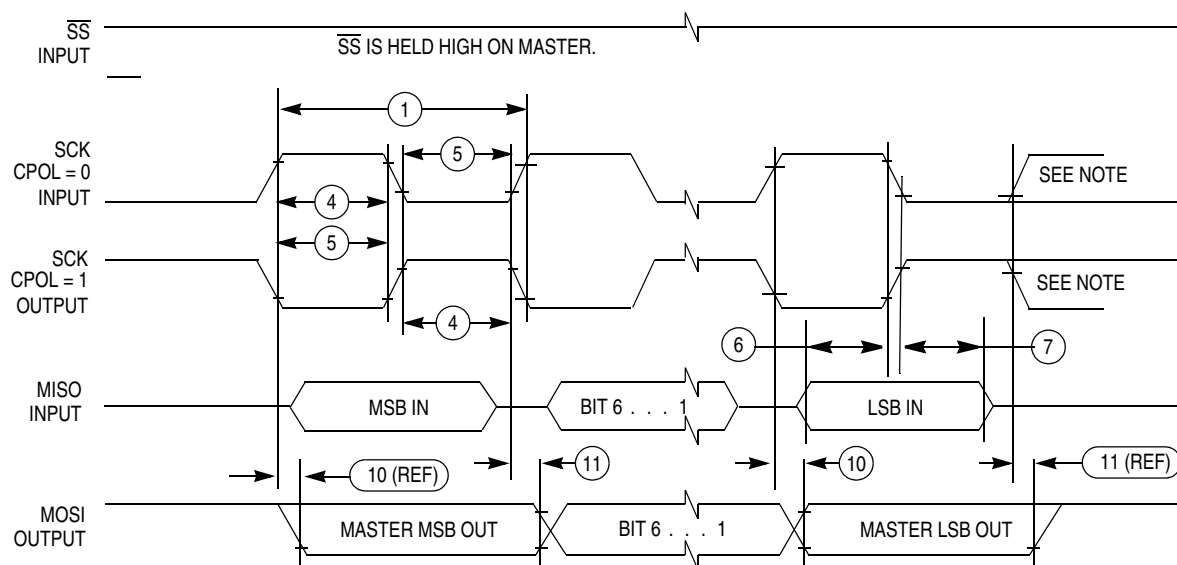 SS
INPUT
SS IS HELD HIGH ON MASTER.
1
SCK
CPOL = 0
INPUT
5
4
SEE NOTE
SCK
CPOL = 1
OUTPUT
5
4
SEE NOTE
6
7
MISO
INPUT
MSB IN
BIT 6 . . . 1
LSB IN
10 (REF)
11
10
11 (REF)
MOSI
OUTPUT
MASTER MSB OUT
BIT 6 . . . 1
MASTER LSB OUT